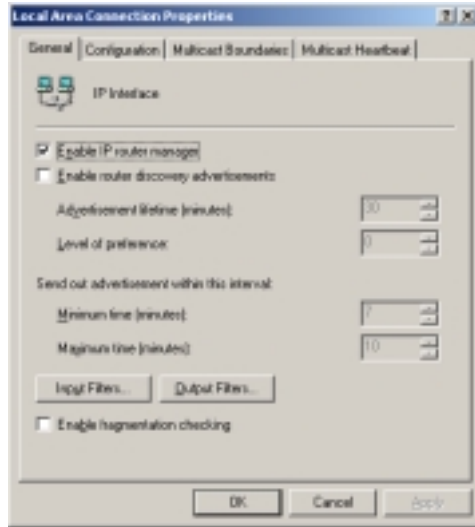 Local Area Connection Properties
General Configuration Multicast Boundaries Multicast Heartbeat
IP Interface
Enable IP router manager
Enable router discovery advertisements
Advertisement lifetime (minutes): 30
Level of preference: 0
Send out advertisement within this interval:
Minimum time (minutes): 7
Maximum time (minutes): 10
Input Filters... Output Filters...
Enable fragmentation checking
OK Cancel Apply